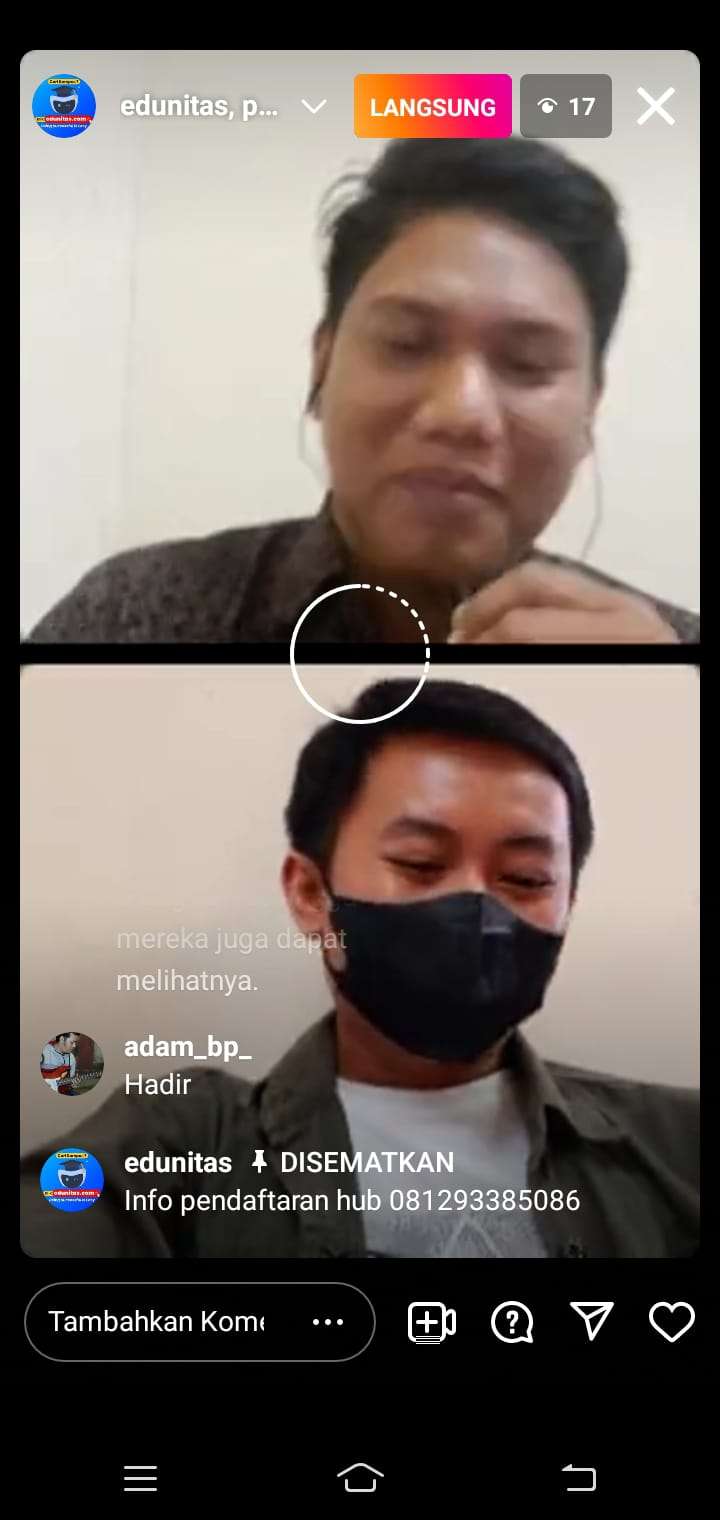 edunitas, p...
LANGSUNG
17
mereka juga dapat
melihatnya.
adam_bp_
Hadir
edunitas DISEMATKAN
Info pendaftaran hub 081293385086
Tambahkan Kome